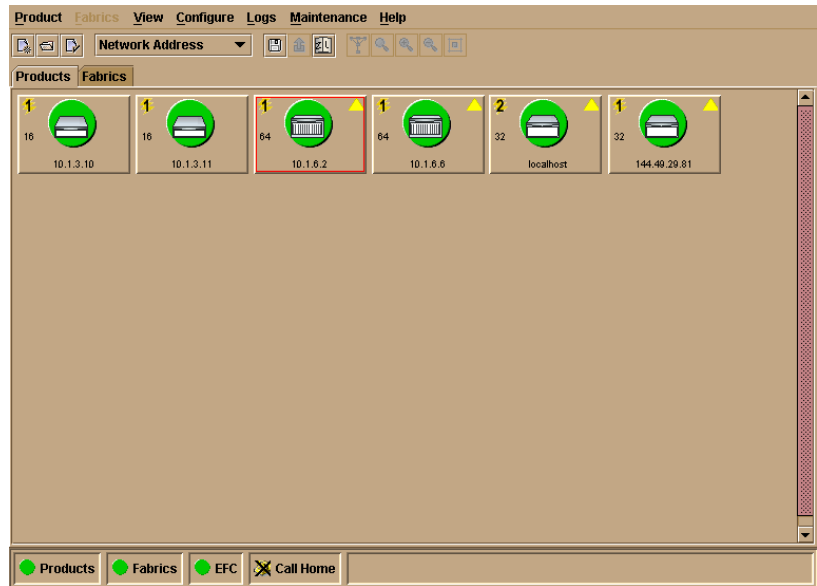 Product Fabrics View Configure Logs Maintenance Help
Network Address
Products Fabrics
1 1 1 1 2 1
16 16 64 64 32 32
10.1.3.10 10.1.3.11 10.1.6.2 10.1.6.6 localhost 144.49.29.81
Products Fabrics EFC Call Home